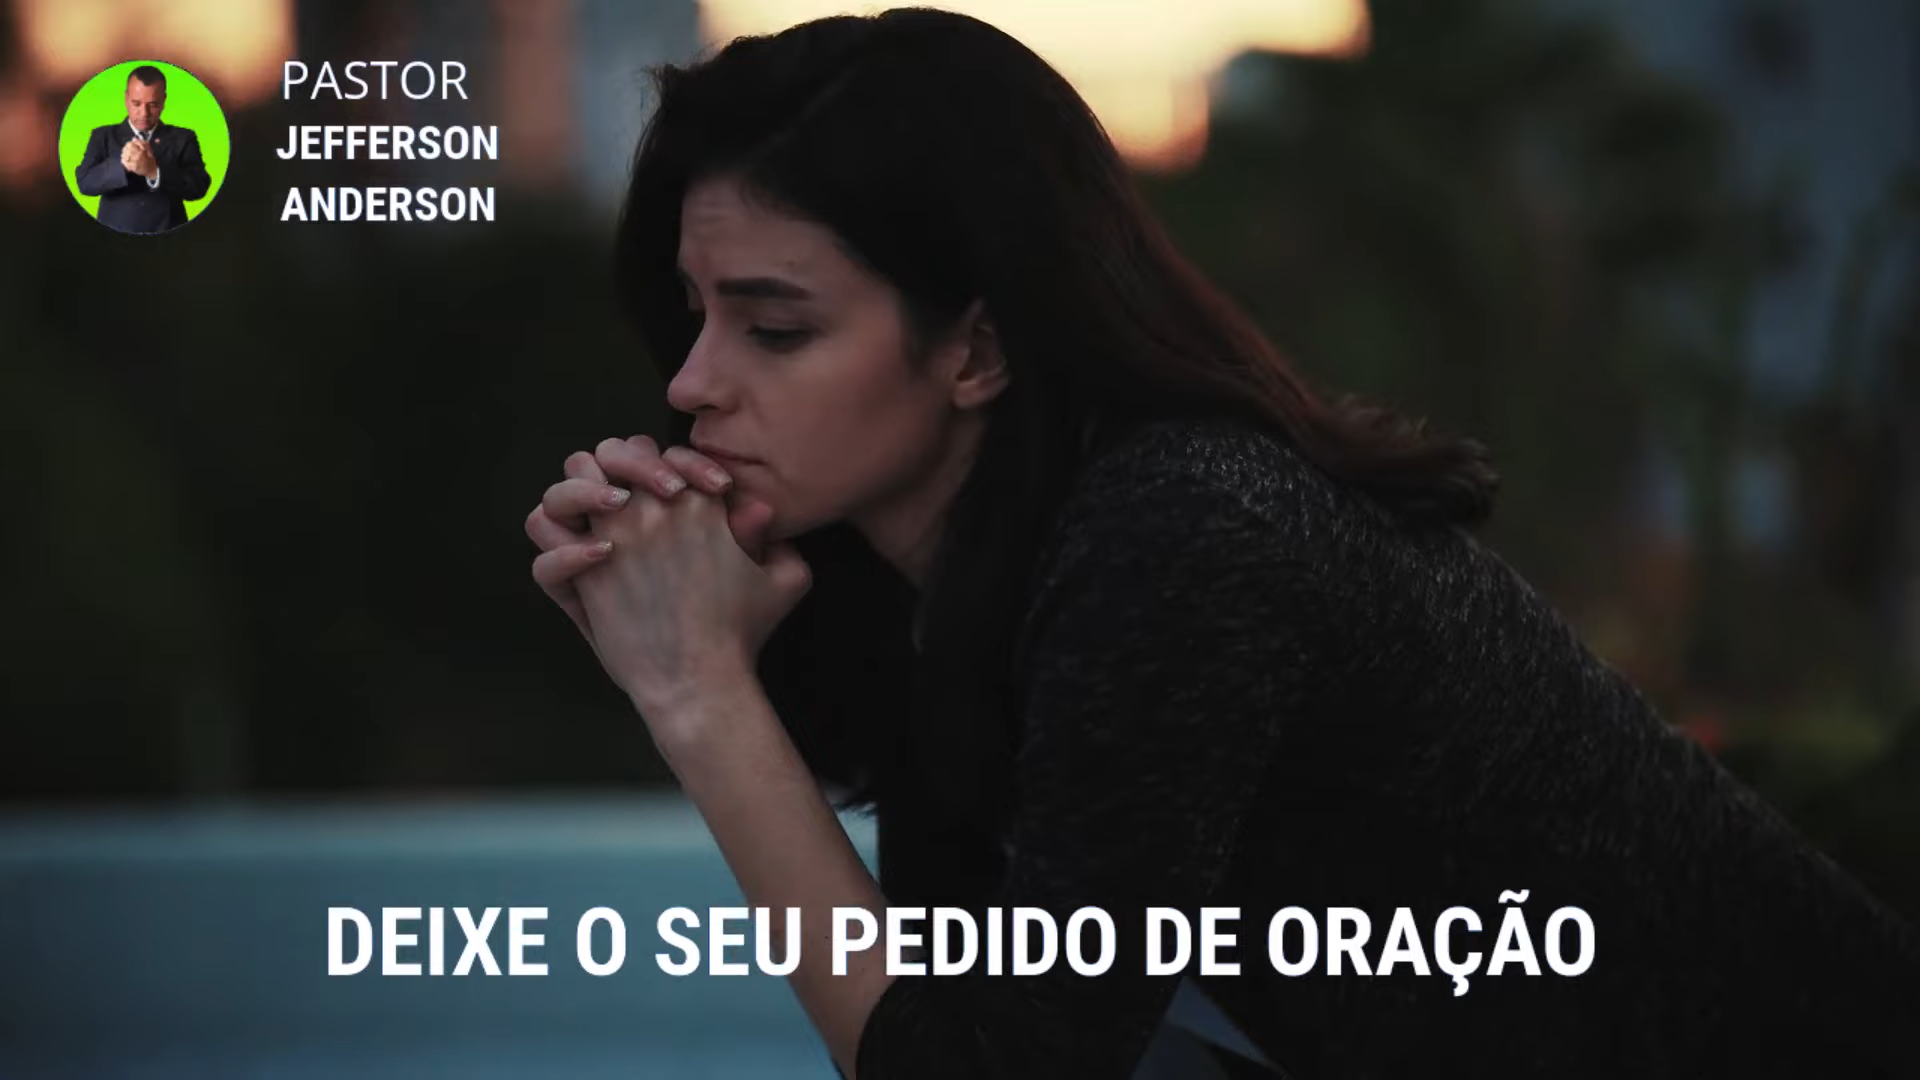 PASTOR
JEFFERSON
ANDERSON
DEIXE O SEU PEDIDO DE ORAÇÃO